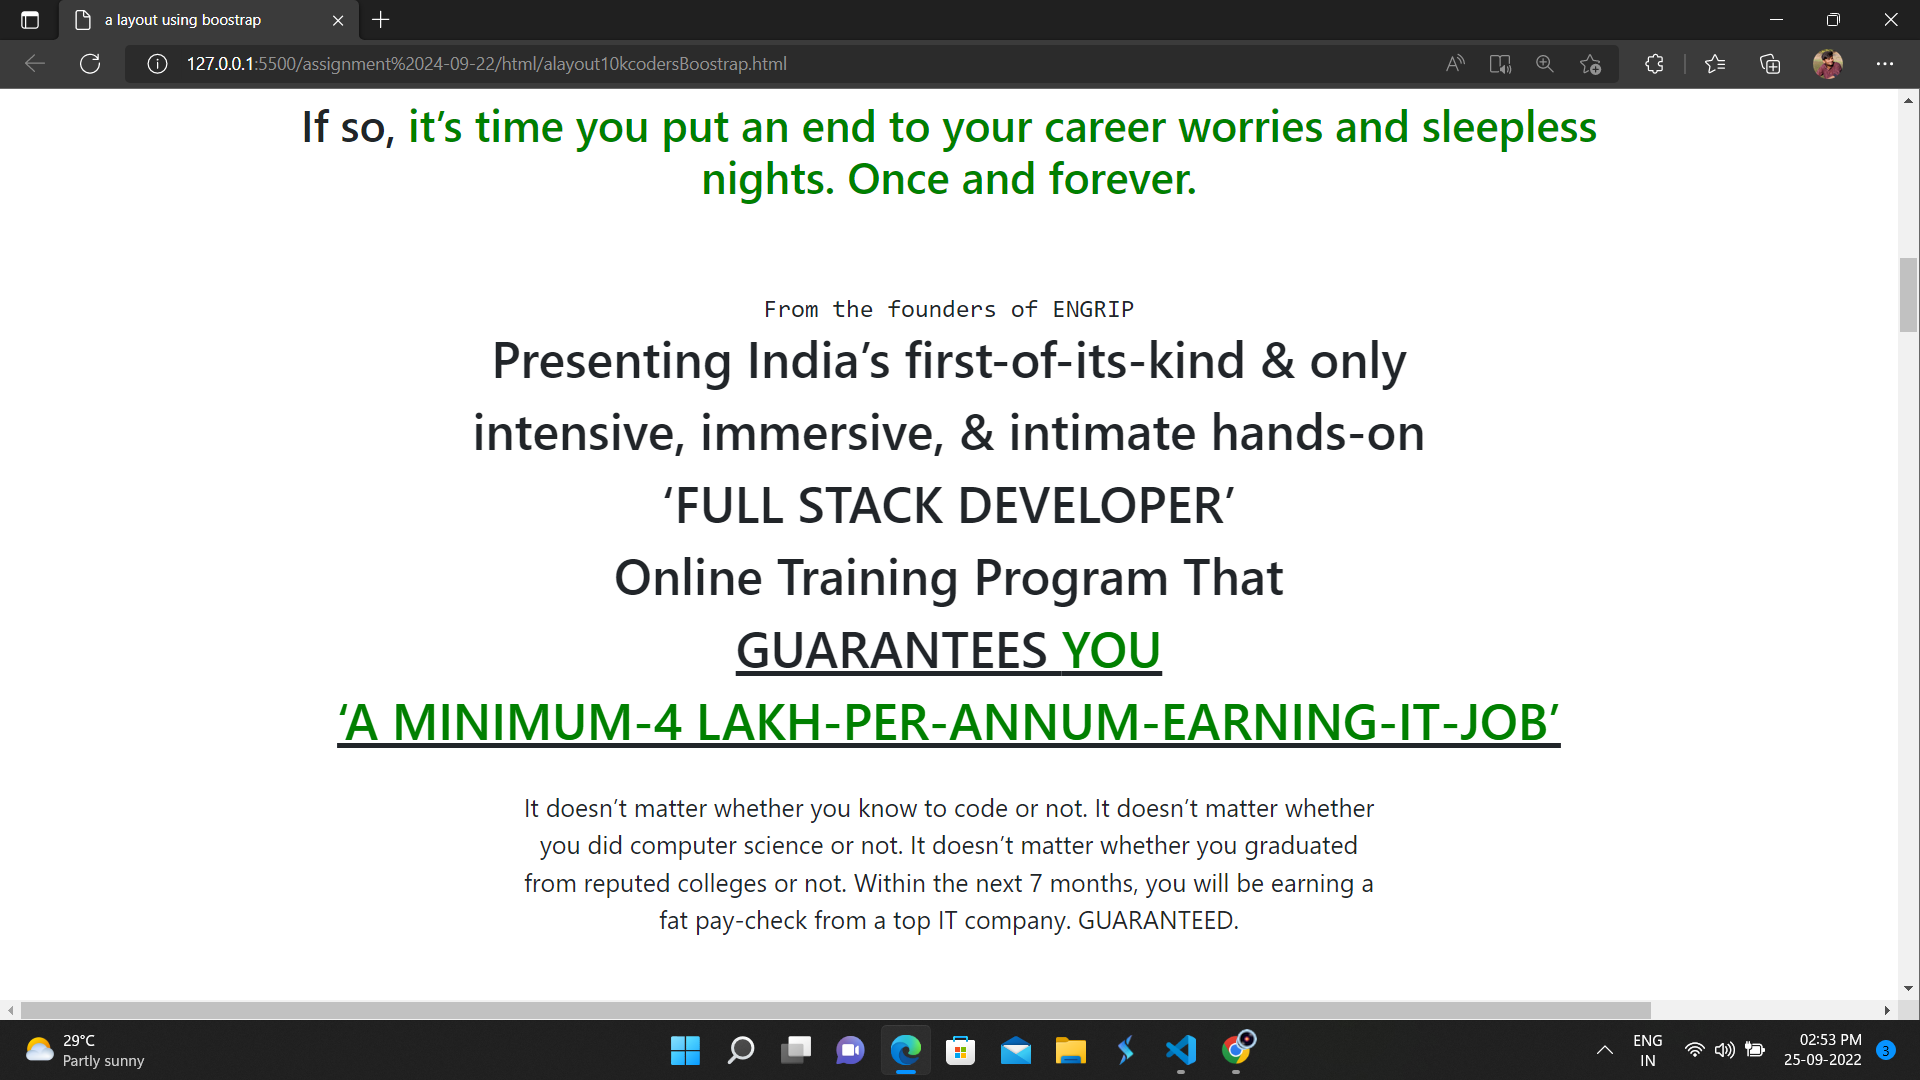 a layout using boostrap
127.0.0.1:5500/assignment%2024-09-22/html/alayout10kcodersBoostrap.html
If so, it’s time you put an end to your career worries and sleepless
nights. Once and forever.
From the founders of ENGRIP
Presenting India’s first-of-its-kind & only
intensive, immersive, & intimate hands-on
‘FULL STACK DEVELOPER’
Online Training Program That
GUARANTEES YOU
‘A MINIMUM-4 LAKH-PER-ANNUM-EARNING-IT-JOB’
It doesn’t matter whether you know to code or not. It doesn’t matter whether
you did computer science or not. It doesn’t matter whether you graduated
from reputed colleges or not. Within the next 7 months, you will be earning a
fat pay-check from a top IT company. GUARANTEED.
29°C
Partly sunny
ENG
IN
02:53 PM
25-09-2022
3